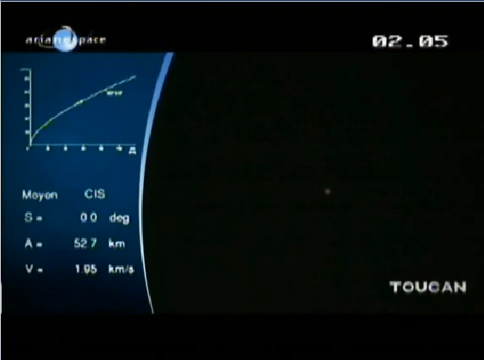 arianespace
02.05
Moyen CIS
S = 0.0 deg
A = 52.7 km
V = 1.95 km/s
TOUCAN